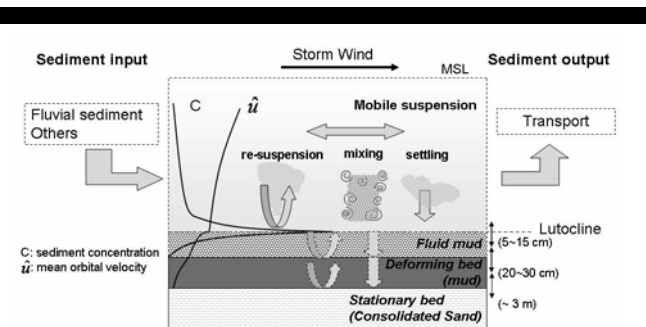 Storm Wind
Sediment input
Sediment output
MSL
Fluvial sediment
Others
C
û
Mobile suspension
Transport
re-suspension
mixing
settling
Lutocline
Fluid mud
(5~15 cm)
C: sediment concentration
û: mean orbital velocity
Deforming bed
(mud)
(20~30 cm)
Stationary bed
(Consolidated Sand)
(~ 3 m)